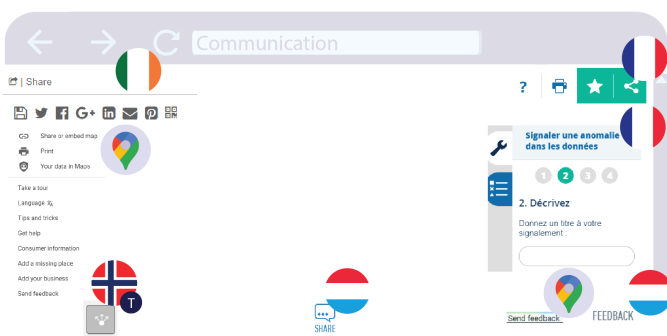 Communication
| Share
G+ in
Share or embed map
Print
Your data in Maps
Take a tour
Language
Tips and tricks
Get help
Consumer information
Add a missing place
Add your business
Send feedback
T
SHARE
?
Signaler une anomalie
dans les données
1 2 3 4
2. Décrivez
Donnez un titre à votre
signalement :
Send feedback
FEEDBACK